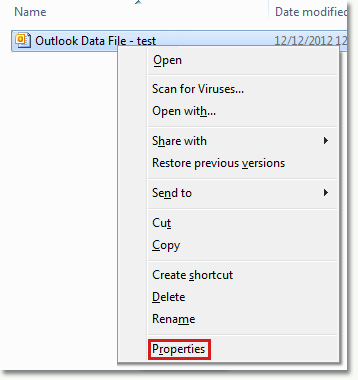 Name Date modified
Outlook Data File - test 12/12/2012 12
Open
Scan for Viruses...
Open with...
Share with
Restore previous versions
Send to
Cut
Copy
Create shortcut
Delete
Rename
Properties